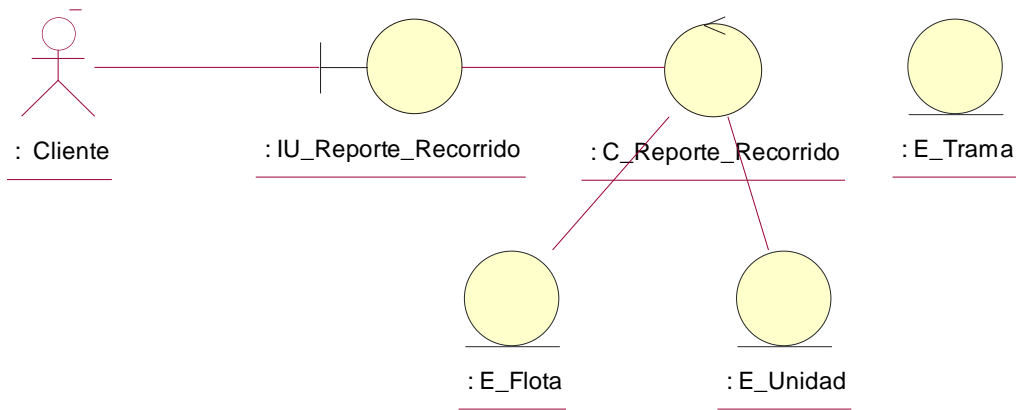 : Cliente
: IU_Reporte_Recorrido
: C_Reporte_Recorrido
: E_Trama
: E_Flota
: E_Unidad